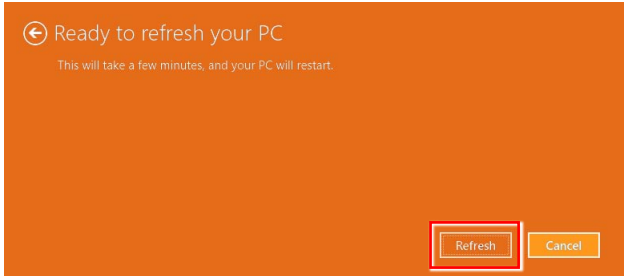 Ready to refresh your PC
This will take a few minutes, and your PC will restart.
Refresh Cancel